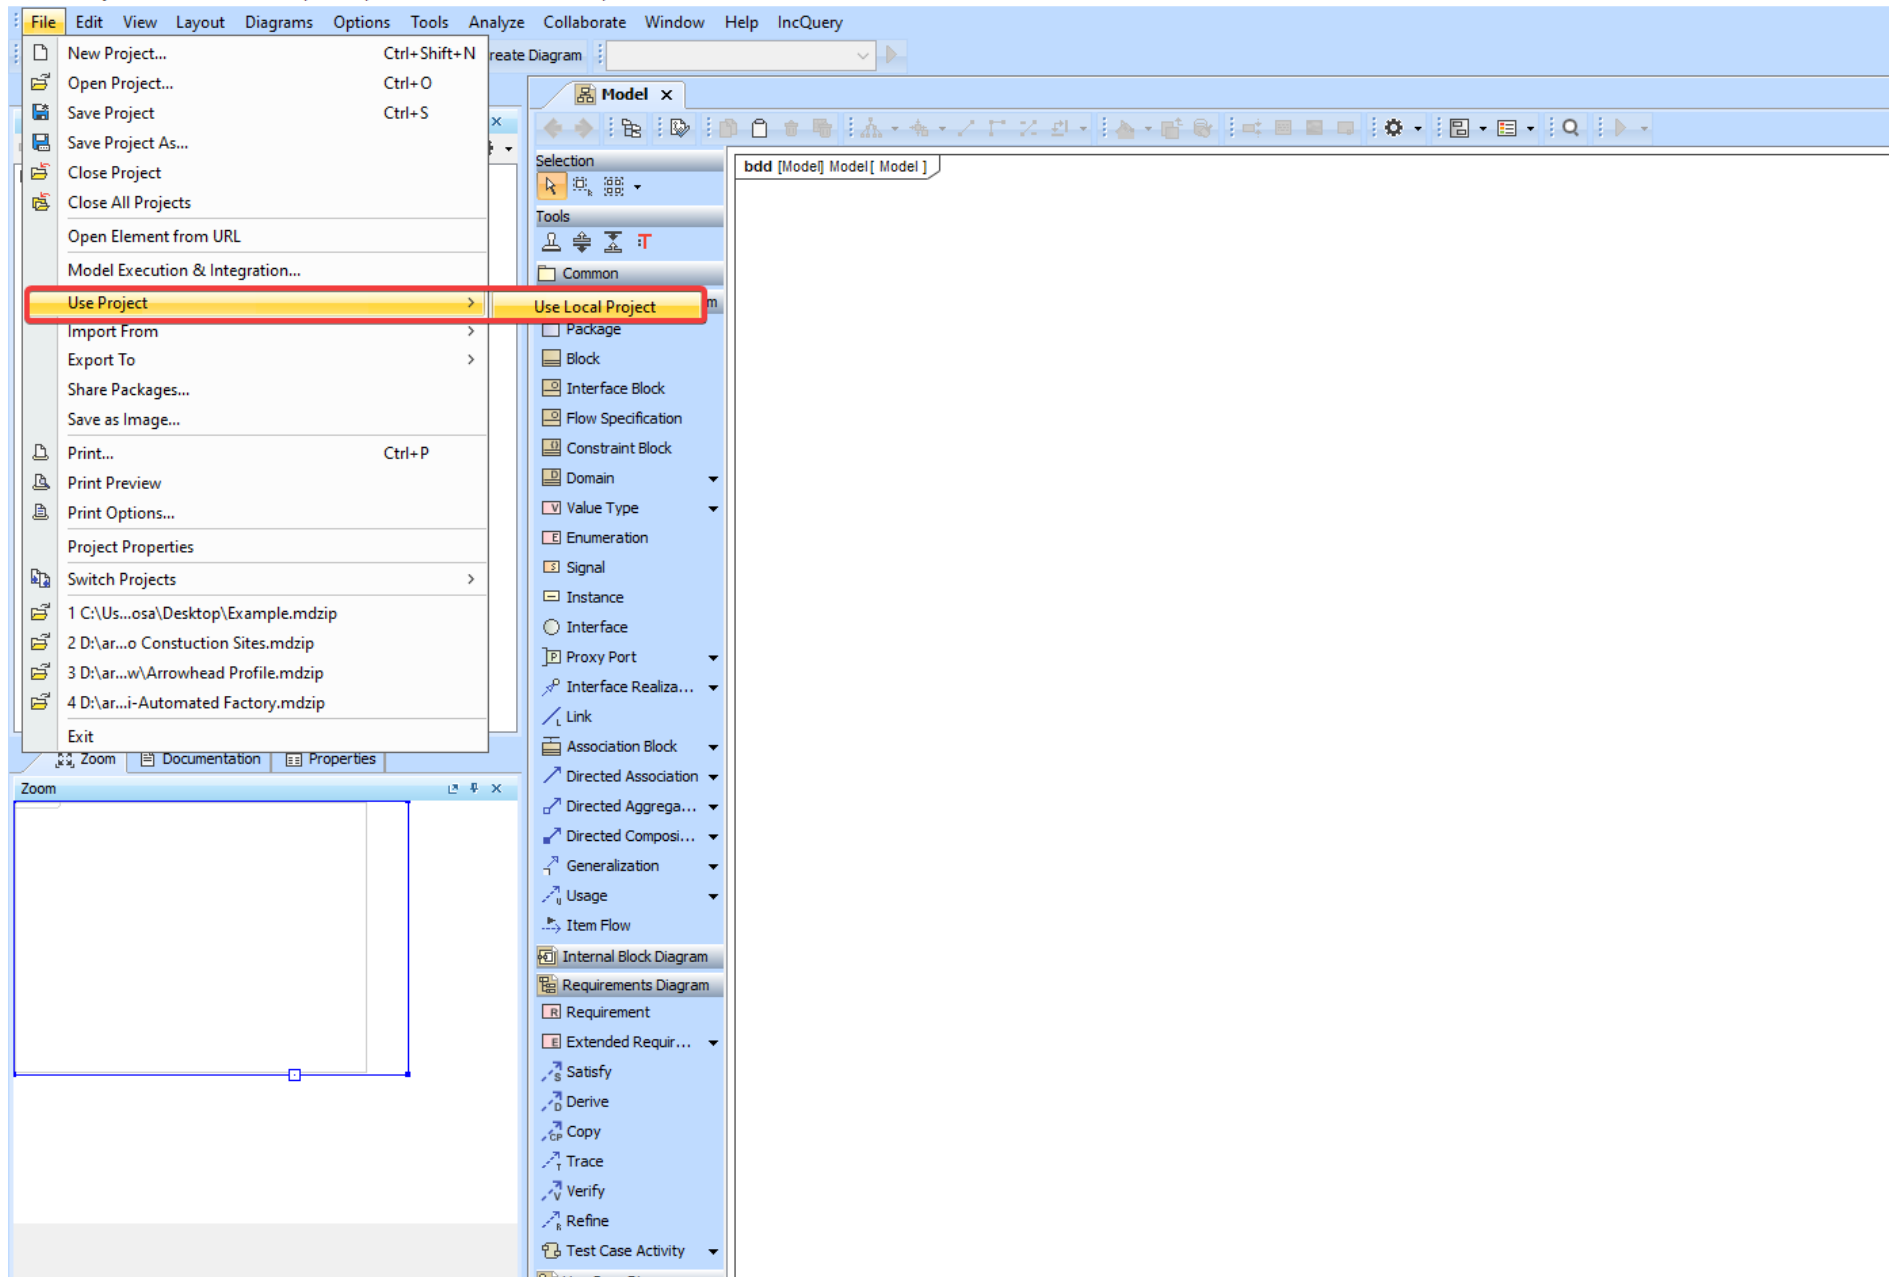 File Edit View Layout Diagrams Options Tools Analyze Collaborate Window Help IncQuery
New Project... Ctrl+Shift+N
reate Diagram
Open Project... Ctrl+O
Save Project Ctrl+S
Save Project As...
Close Project
Close All Projects
Open Element from URL
Model Execution & Integration...
Use Project
Import From
Export To
Share Packages...
Save as Image...
Print... Ctrl+P
Print Preview
Print Options...
Project Properties
Switch Projects
1 C:\Us...osa\Desktop\Example.mdzip
2 D:\ar...o Constuction Sites.mdzip
3 D:\ar...w\Arrowhead Profile.mdzip
4 D:\ar...i-Automated Factory.mdzip
Exit
Zoom Documentation Properties
Zoom
Model
Selection
Tools
Common
m
Use Local Project
Package
Block
Interface Block
Flow Specification
Constraint Block
Domain
Value Type
Enumeration
Signal
Instance
Interface
Proxy Port
Interface Realiza...
Link
Association Block
Directed Association
Directed Aggrega...
Directed Composi...
Generalization
Usage
Item Flow
Internal Block Diagram
Requirements Diagram
Requirement
Extended Requir...
Satisfy
Derive
Copy
Trace
Verify
Refine
Test Case Activity
bdd [Model] Model[ Model ]